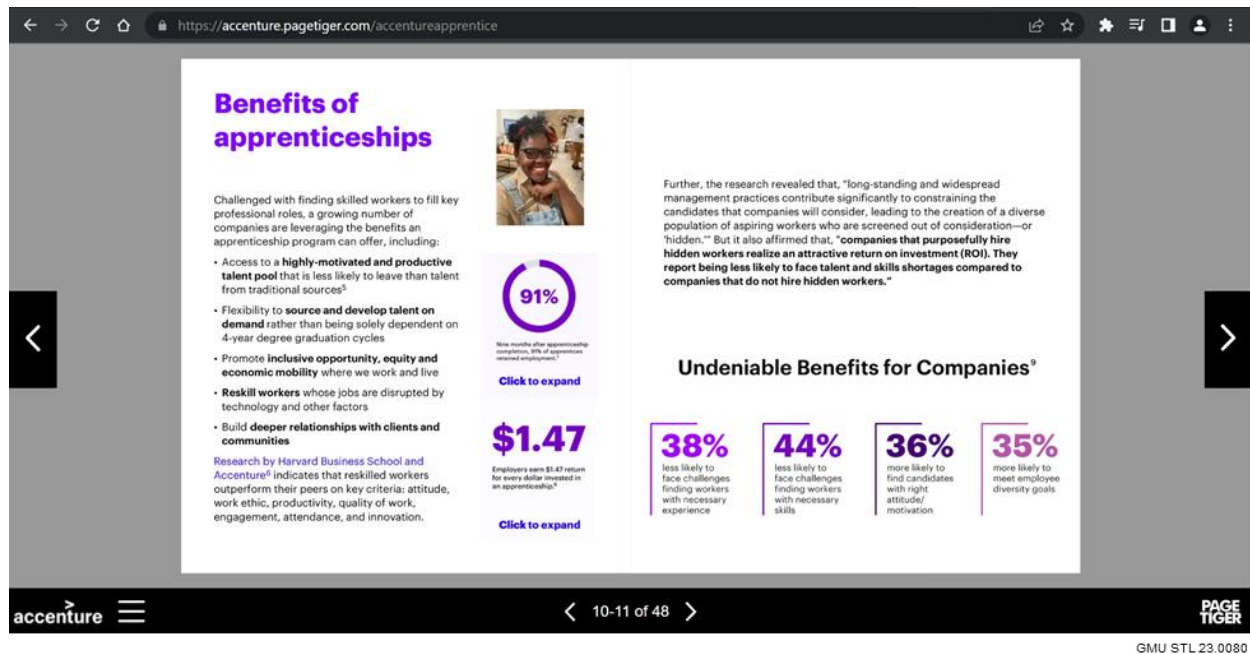 https://accenture.pagetiger.com/accentureapprentice
Benefits of
apprenticeships
Challenged with finding skilled workers to fill key
professional roles, a growing number of
companies are leveraging the benefits an
apprenticeship program can offer, including:
• Access to a highly-motivated and productive
talent pool that is less likely to leave than talent
from traditional sources⁵
• Flexibility to source and develop talent on
demand rather than being solely dependent on
4-year degree graduation cycles
• Promote inclusive opportunity, equity and
economic mobility where we work and live
• Reskill workers whose jobs are disrupted by
technology and other factors
• Build deeper relationships with clients and
communities
Research by Harvard Business School and
Accenture⁶ indicates that reskilled workers
outperform their peers on key criteria: attitude,
work ethic, productivity, quality of work,
engagement, attendance, and innovation.
91%
Nine months after apprenticeship
completion, 91% of apprentices
retained employment.⁷
Click to expand
$1.47
Employers earn $1.47 return
for every dollar invested in
an apprenticeship.⁸
Click to expand
Further, the research revealed that, "long-standing and widespread
management practices contribute significantly to constraining the
candidates that companies will consider, leading to the creation of a diverse
population of aspiring workers who are screened out of consideration—or
'hidden.'" But it also affirmed that, "companies that purposefully hire
hidden workers realize an attractive return on investment (ROI). They
report being less likely to face talent and skills shortages compared to
companies that do not hire hidden workers."
Undeniable Benefits for Companies⁹
38%
less likely to
face challenges
finding workers
with necessary
experience
44%
less likely to
face challenges
finding workers
with necessary
skills
36%
more likely to
find candidates
with right
attitude/
motivation
35%
more likely to
meet employee
diversity goals
accenture
10-11 of 48
PAGE
TIGER
GMU STL 23.0080